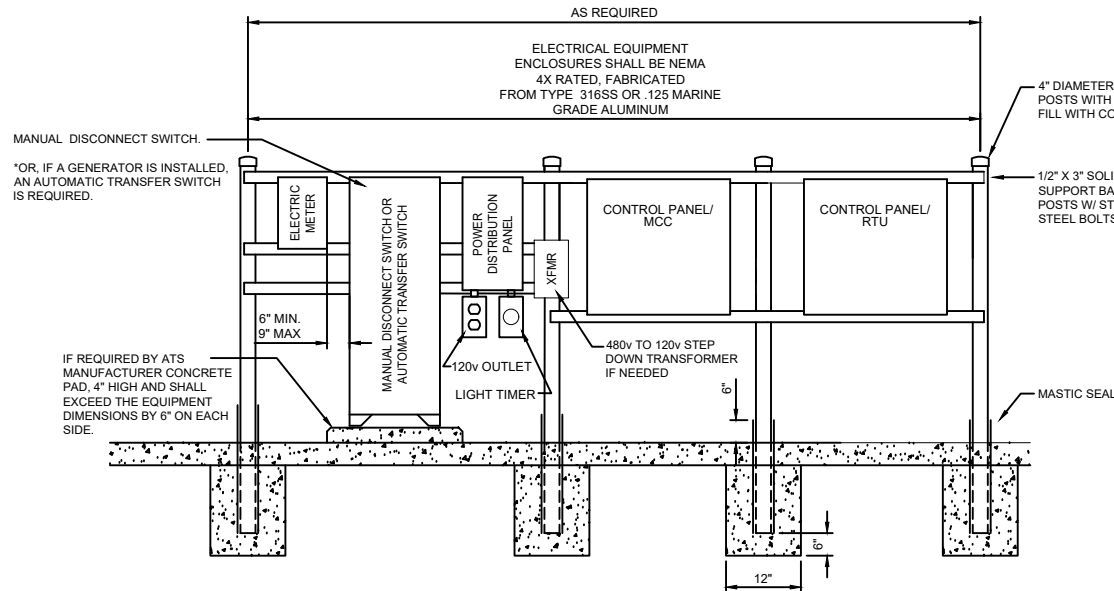 AS REQUIRED
ELECTRICAL EQUIPMENT
ENCLOSURES SHALL BE NEMA
4X RATED, FABRICATED
FROM TYPE 316SS OR .125 MARINE
GRADE ALUMINUM
4" DIAMETER
POSTS WITH
FILL WITH CO
MANUAL DISCONNECT SWITCH.
*OR, IF A GENERATOR IS INSTALLED,
AN AUTOMATIC TRANSFER SWITCH
IS REQUIRED.
1/2" X 3" SOLI
SUPPORT BA
POSTS W/ ST
STEEL BOLTS
ELECTRIC
METER
MANUAL DISCONNECT SWITCH OR
AUTOMATIC TRANSFER SWITCH
POWER
DISTRIBUTION
PANEL
XFMR
CONTROL PANEL/
MCC
CONTROL PANEL/
RTU
6" MIN.
9" MAX
IF REQUIRED BY ATS
MANUFACTURER CONCRETE
PAD, 4" HIGH AND SHALL
EXCEED THE EQUIPMENT
DIMENSIONS BY 6" ON EACH
SIDE.
120v OUTLET
LIGHT TIMER
480v TO 120v STEP
DOWN TRANSFORMER
IF NEEDED
6"
MASTIC SEAL
6"
12"